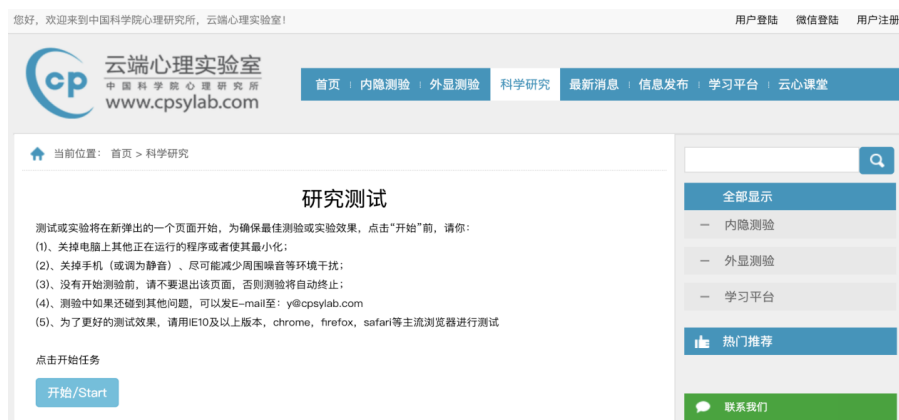 您好，欢迎来到中国科学院心理研究所，云端心理实验室！
用户登陆 微信登陆 用户注册
cp
云端心理实验室
中国科学院心理研究所
www.cpsylab.com
首页 内隐测验 外显测验 科学研究 最新消息 信息发布 学习平台 云心课堂
当前位置： 首页 > 科学研究
研究测试
测试或实验将在新弹出的一个页面开始，为确保最佳测验或实验效果，点击“开始”前，请你：
(1)、关掉电脑上其他正在运行的程序或者使其最小化；
(2)、关掉手机（或调为静音）、尽可能减少周围噪音等环境干扰；
(3)、没有开始测验前，请不要退出该页面，否则测验将自动终止；
(4)、测验中如果还碰到其他问题，可以发E-mail至：y@cpsylab.com
(5)、为了更好的测试效果，请用IE10及以上版本，chrome，firefox，safari等主流浏览器进行测试
点击开始任务
开始/Start
全部显示
— 内隐测验
— 外显测验
— 学习平台
热门推荐
联系我们